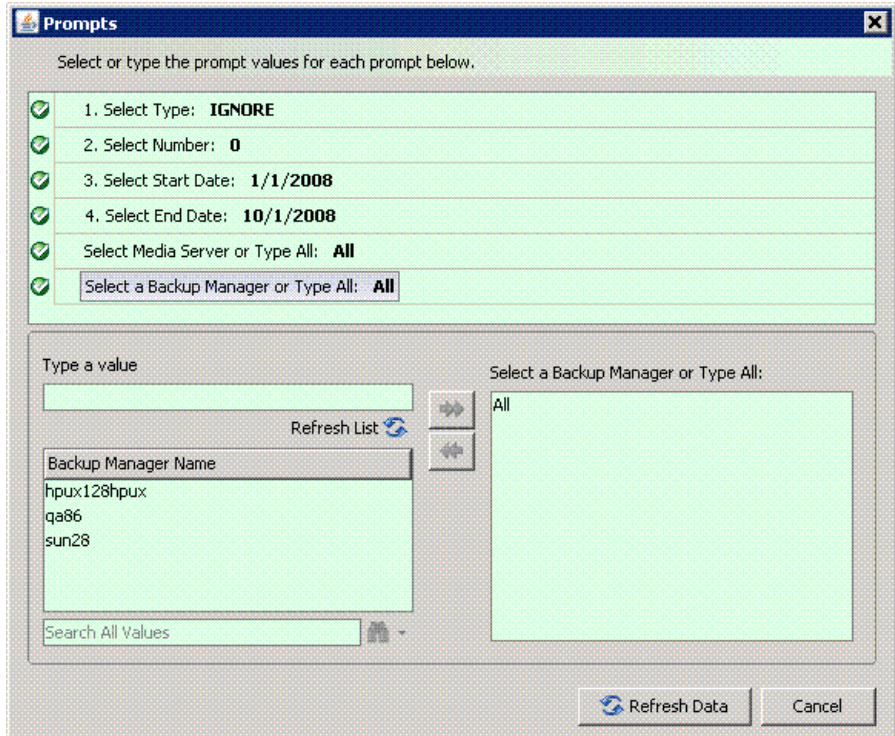 Prompts
Select or type the prompt values for each prompt below.
1. Select Type: IGNORE
2. Select Number: 0
3. Select Start Date: 1/1/2008
4. Select End Date: 10/1/2008
Select Media Server or Type All: All
Select a Backup Manager or Type All: All
Type a value
Refresh List
Backup Manager Name
hpux128hpux
qa86
sun28
Search All Values
Select a Backup Manager or Type All:
All
Refresh Data
Cancel